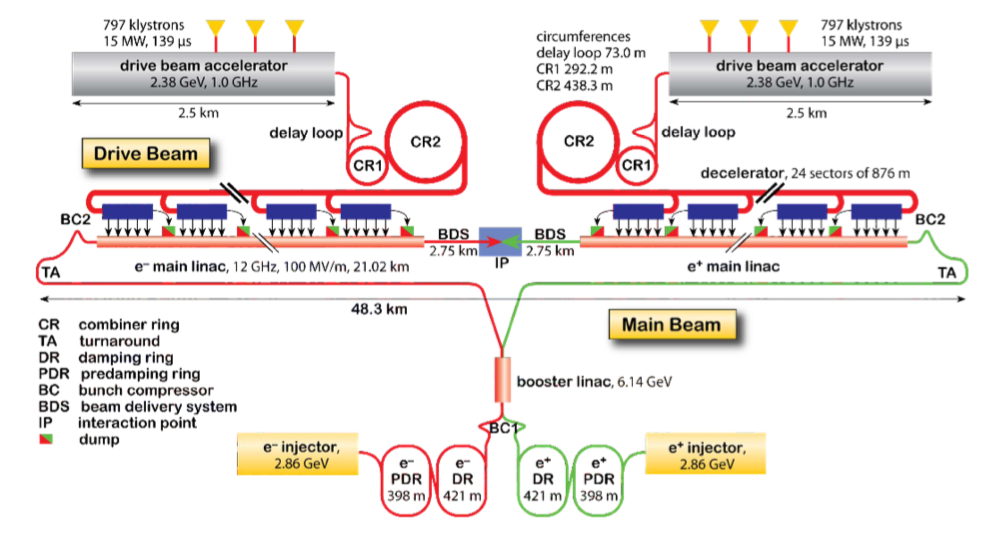 797 klystrons
15 MW, 139 μs
drive beam accelerator
2.38 GeV, 1.0 GHz
2.5 km
delay loop
CR1
CR2
Drive Beam
circumferences
delay loop 73.0 m
CR1 292.2 m
CR2 438.3 m
797 klystrons
15 MW, 139 μs
drive beam accelerator
2.38 GeV, 1.0 GHz
2.5 km
delay loop
CR2
CR1
decelerator, 24 sectors of 876 m
BC2
BDS
2.75 km
IP
BDS
2.75 km
BC2
TA
e⁻ main linac, 12 GHz, 100 MV/m, 21.02 km
e⁺ main linac
TA
48.3 km
Main Beam
CR combiner ring
TA turnaround
DR damping ring
PDR predamping ring
BC bunch compressor
BDS beam delivery system
IP interaction point
dump
booster linac, 6.14 GeV
BC1
e⁻ injector,
2.86 GeV
e⁻
PDR
398 m
e⁻
DR
421 m
e⁺
DR
421 m
e⁺
PDR
398 m
e⁺ injector,
2.86 GeV